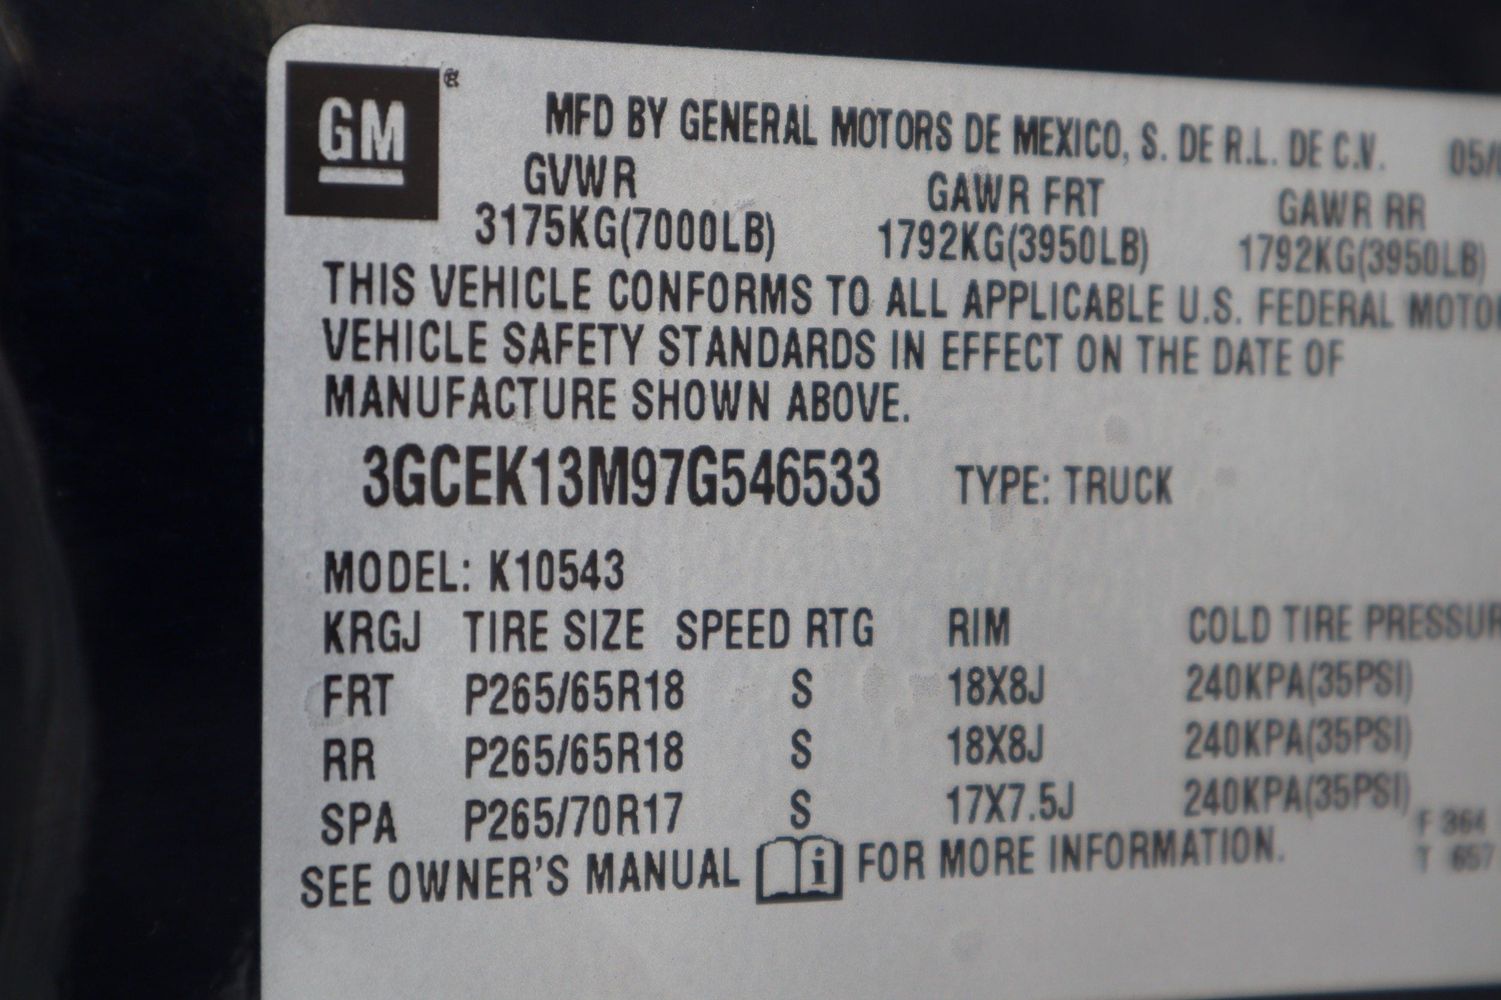 GM ®
MFD BY GENERAL MOTORS DE MEXICO, S. DE R.L. DE C.V. 05/
GVWR GAWR FRT GAWR RR
3175KG(7000LB) 1792KG(3950LB) 1792KG(3950LB)
THIS VEHICLE CONFORMS TO ALL APPLICABLE U.S. FEDERAL MOTO
VEHICLE SAFETY STANDARDS IN EFFECT ON THE DATE OF
MANUFACTURE SHOWN ABOVE.
3GCEK13M97G546533 TYPE: TRUCK
MODEL: K10543
KRGJ TIRE SIZE SPEED RTG RIM COLD TIRE PRESSUR
FRT P265/65R18 S 18X8J 240KPA(35PSI)
RR P265/65R18 S 18X8J 240KPA(35PSI)
SPA P265/70R17 S 17X7.5J 240KPA(35PSI)
F 364
T 657
SEE OWNER'S MANUAL i FOR MORE INFORMATION.